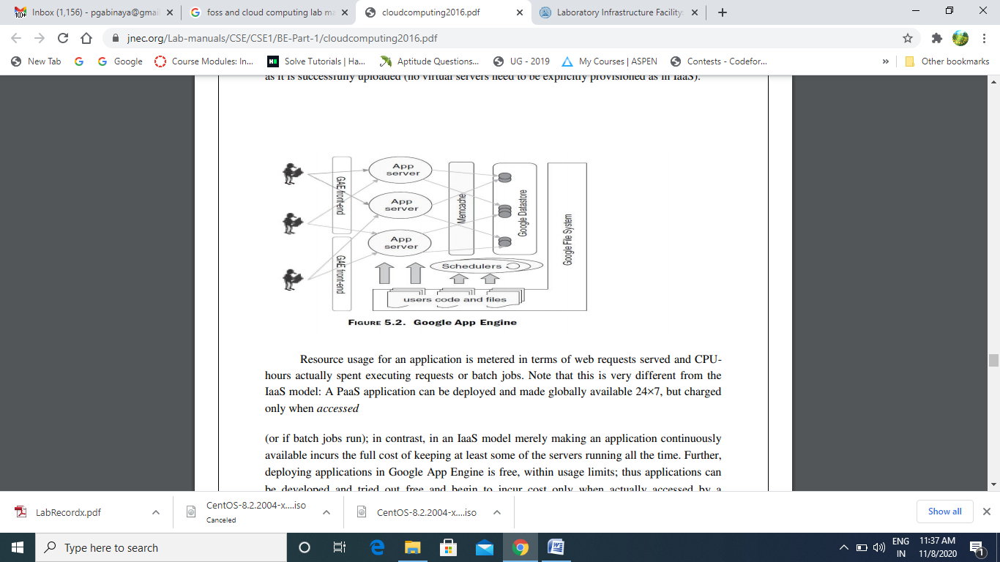 Inbox (1,156) - pgabinaya@gmai
foss and cloud computing lab ma
cloudcomputing2016.pdf
Laboratory Infrastructure Facility
jnec.org/Lab-manuals/CSE/CSE1/BE-Part-1/cloudcomputing2016.pdf
New Tab
Google
Course Modules: In...
Solve Tutorials | Ha...
Aptitude Questions...
UG - 2019
My Courses | ASPEN
Contests - Codefor...
»
Other bookmarks
as it is successfully uploaded (no virtual servers need to be explicitly provisioned as in IaaS).
GAE front-end
GAE front-end
App
server
App
server
App
server
Memcache
Google Datastore
Google File System
Schedulers
users code and files
FIGURE 5.2. Google App Engine
Resource usage for an application is metered in terms of web requests served and CPU-
hours actually spent executing requests or batch jobs. Note that this is very different from the
IaaS model: A PaaS application can be deployed and made globally available 24×7, but charged
only when accessed
(or if batch jobs run); in contrast, in an IaaS model merely making an application continuously
available incurs the full cost of keeping at least some of the servers running all the time. Further,
deploying applications in Google App Engine is free, within usage limits; thus applications can
be developed and tried out free and begin to incur cost only when actually accessed by a
LabRecordx.pdf
CentOS-8.2.2004-x....iso
Canceled
CentOS-8.2.2004-x....iso
Show all
Type here to search
ENG
IN
11:37 AM
11/8/2020
1